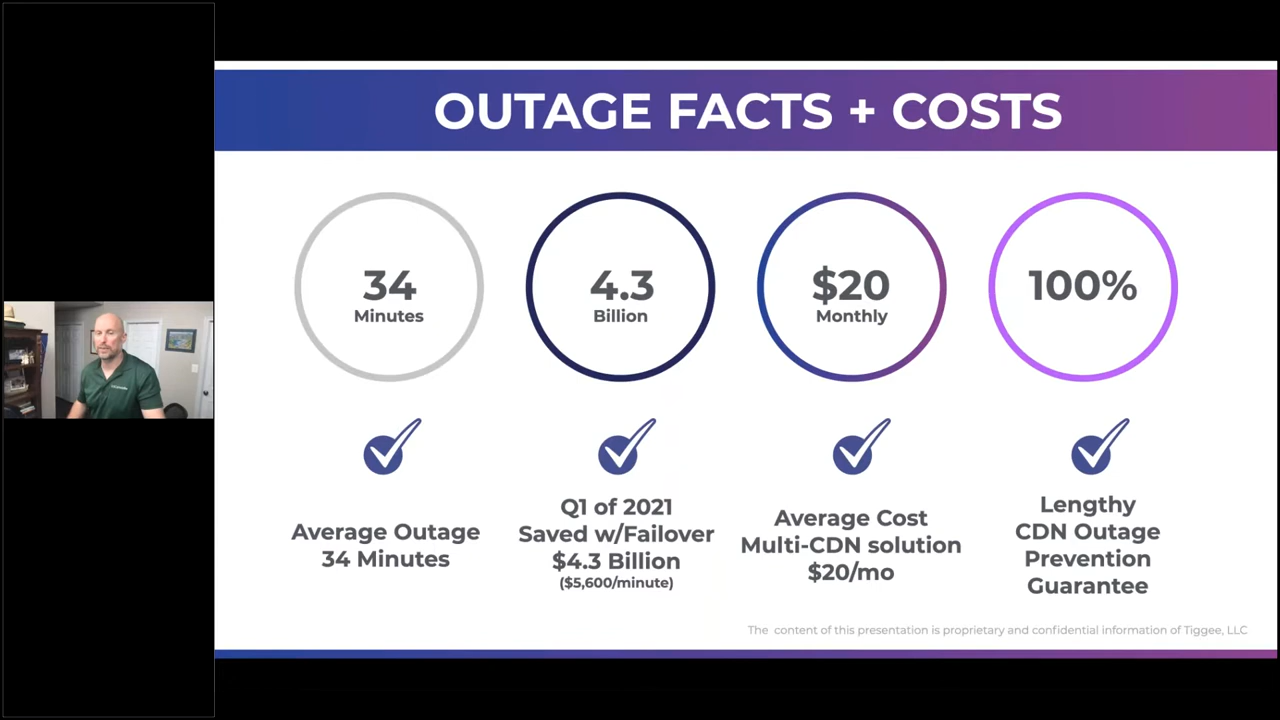 OUTAGE FACTS + COSTS
34
Minutes
4.3
Billion
$20
Monthly
100%
Average Outage
34 Minutes
Q1 of 2021
Saved w/Failover
$4.3 Billion
($5,600/minute)
Average Cost
Multi-CDN solution
$20/mo
Lengthy
CDN Outage
Prevention
Guarantee
The content of this presentation is proprietary and confidential information of Tiggee, LLC